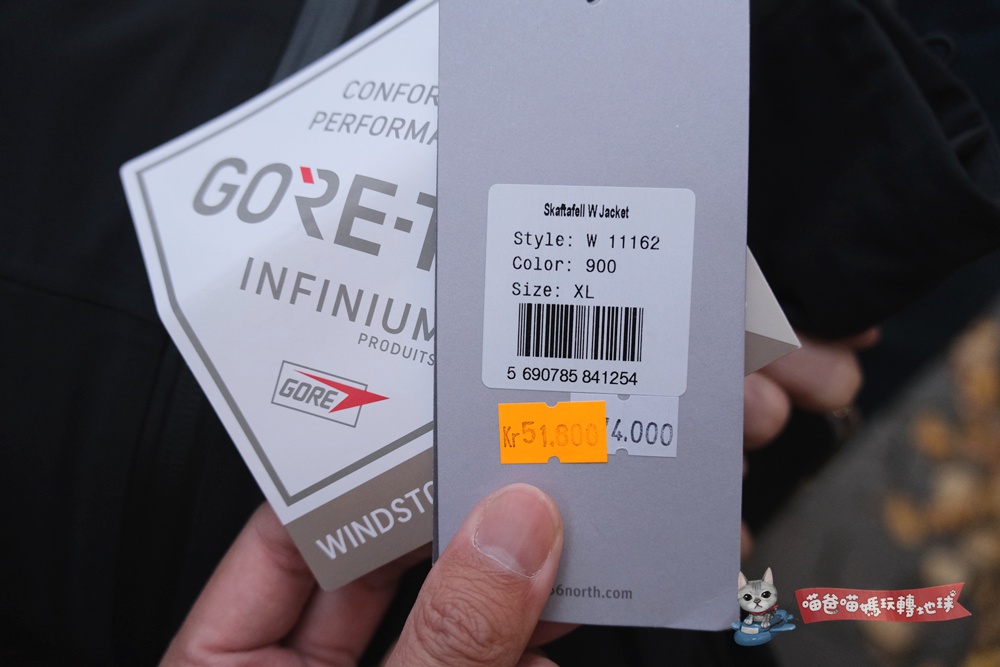 CONFOR
PERFORMA
GORE-T
INFINIUM
PRODUITS
GORE
WINDSTO
Skaftafell W Jacket
Style: W 11162
Color: 900
Size: XL
5 690785 841254
Kr51.800
4.000
66north.com
喵爸喵媽玩轉地球